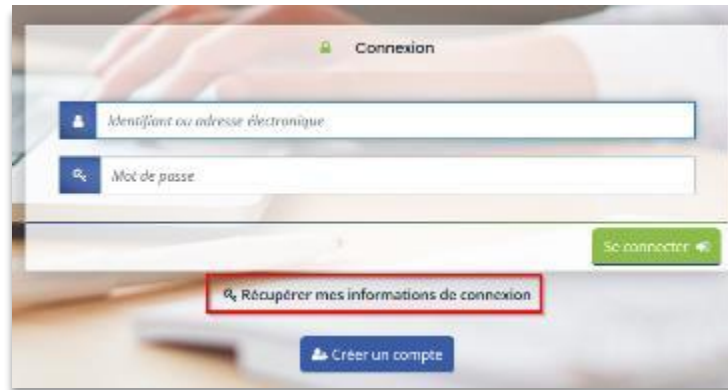 Connexion
Identifiant ou adresse électronique
Mot de passe
Se connecter
Récupérer mes informations de connexion
Créer un compte